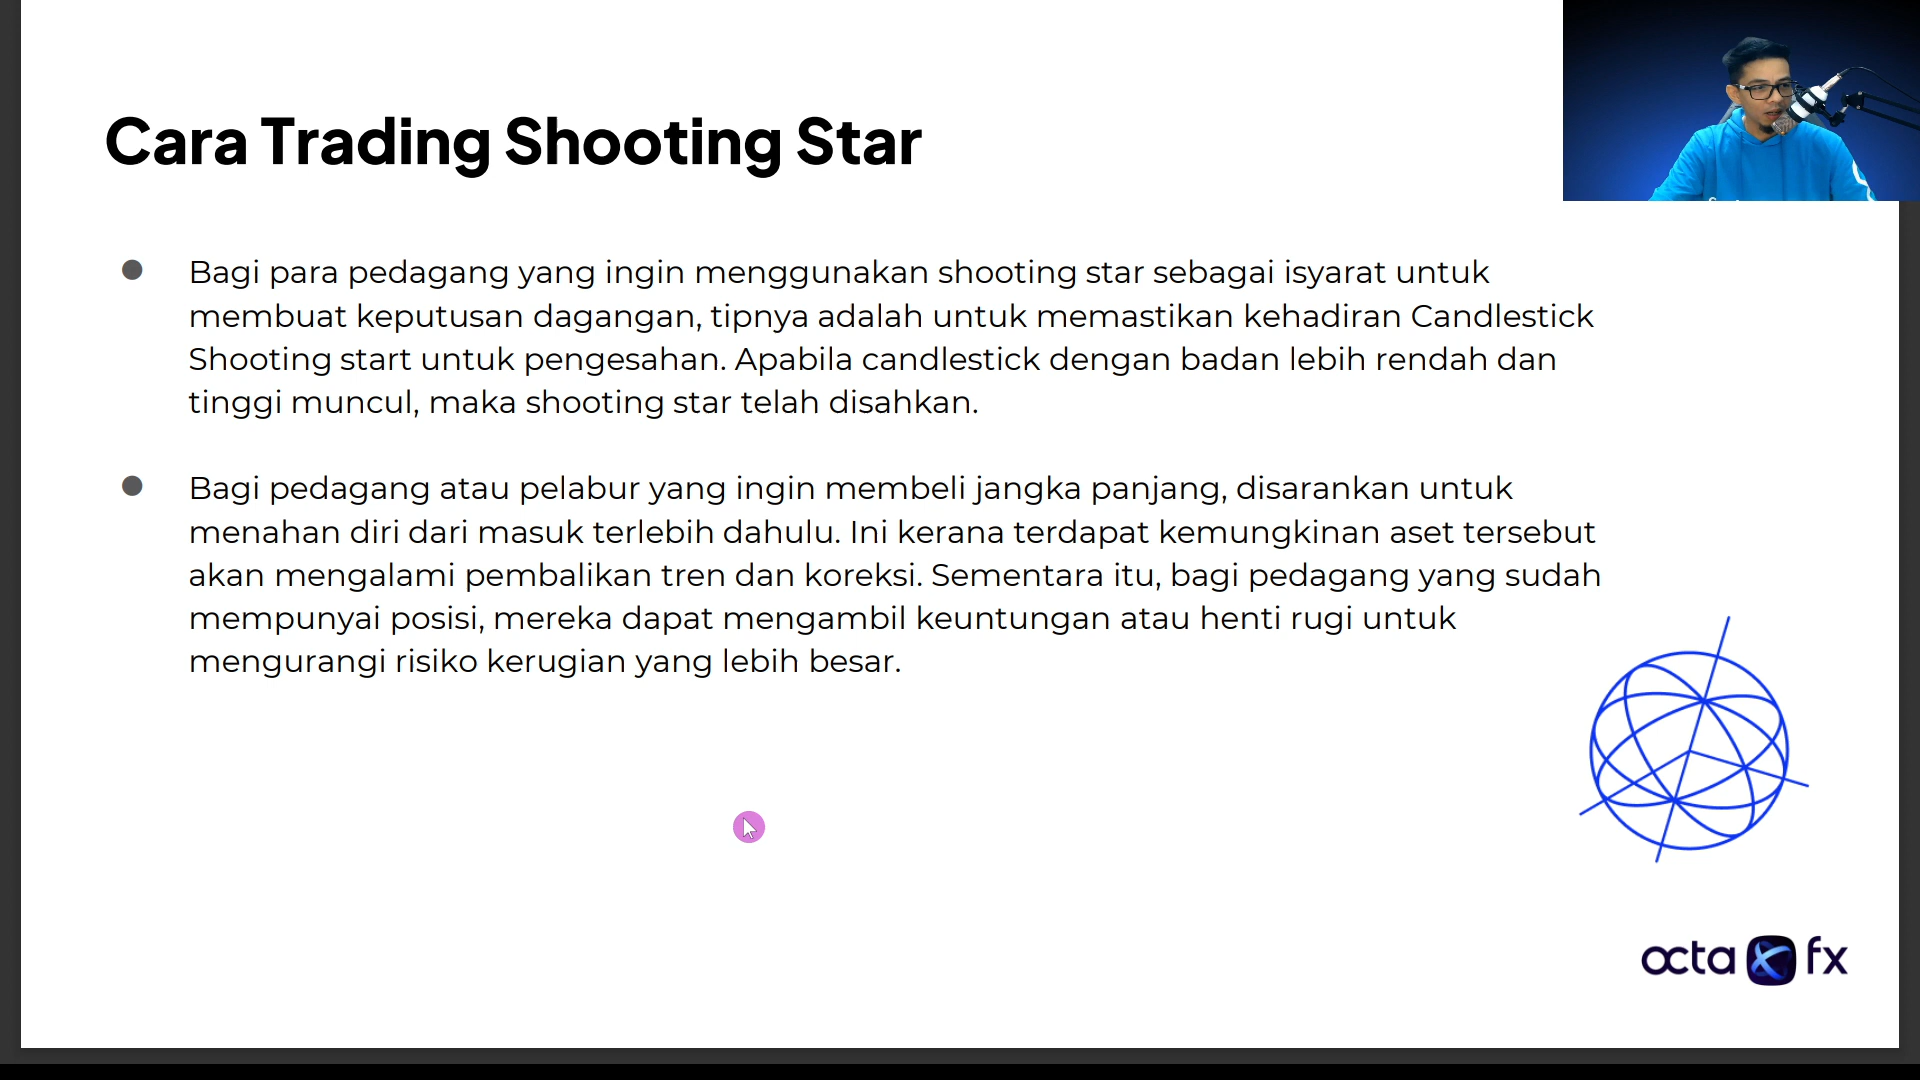 Cara Trading Shooting Star
Bagi para pedagang yang ingin menggunakan shooting star sebagai isyarat untuk
membuat keputusan dagangan, tipnya adalah untuk memastikan kehadiran Candlestick
Shooting start untuk pengesahan. Apabila candlestick dengan badan lebih rendah dan
tinggi muncul, maka shooting star telah disahkan.
Bagi pedagang atau pelabur yang ingin membeli jangka panjang, disarankan untuk
menahan diri dari masuk terlebih dahulu. Ini kerana terdapat kemungkinan aset tersebut
akan mengalami pembalikan tren dan koreksi. Sementara itu, bagi pedagang yang sudah
mempunyai posisi, mereka dapat mengambil keuntungan atau henti rugi untuk
mengurangi risiko kerugian yang lebih besar.
octa fx